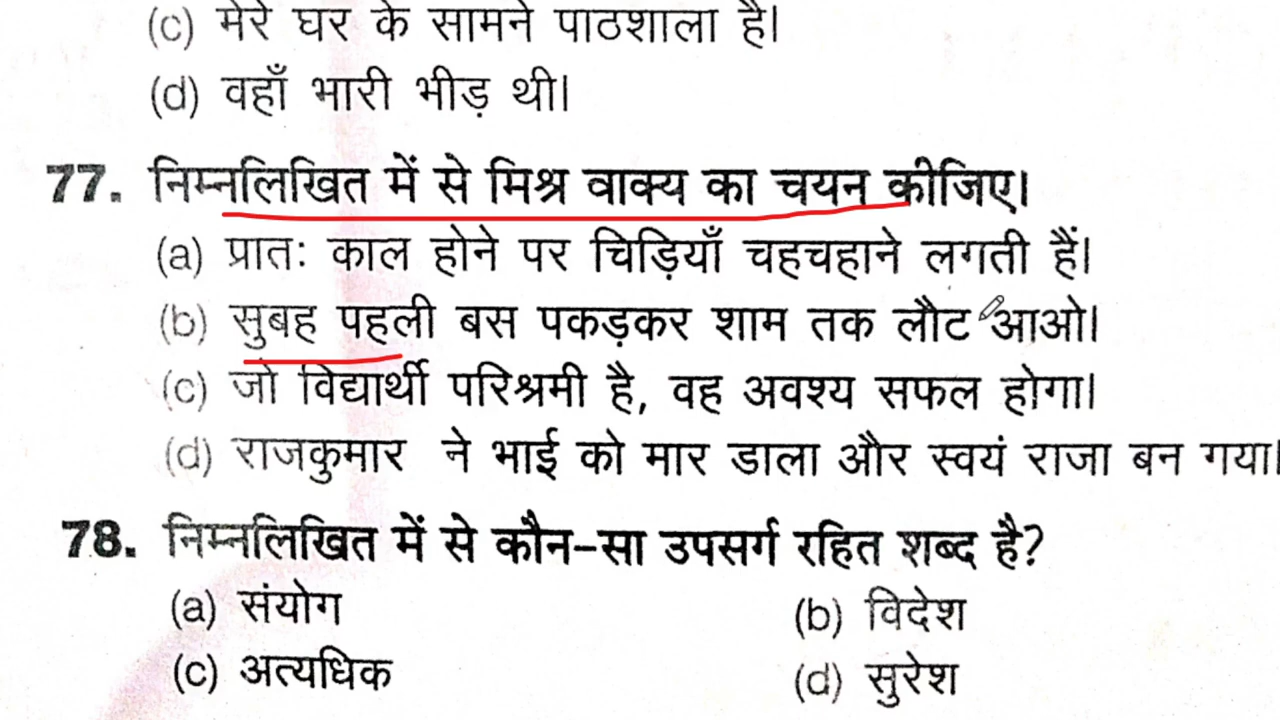 (c) मेरे घर के सामने पाठशाला है।
(d) वहाँ भारी भीड़ थी।
77. निम्नलिखित में से मिश्र वाक्य का चयन कीजिए।
(a) प्रातः काल होने पर चिड़ियाँ चहचहाने लगती हैं।
(b) सुबह पहली बस पकड़कर शाम तक लौट आओ।
(c) जो विद्यार्थी परिश्रमी है, वह अवश्य सफल होगा।
(d) राजकुमार ने भाई को मार डाला और स्वयं राजा बन गया।
78. निम्नलिखित में से कौन-सा उपसर्ग रहित शब्द है?
(a) संयोग (b) विदेश
(c) अत्यधिक (d) सुरेश